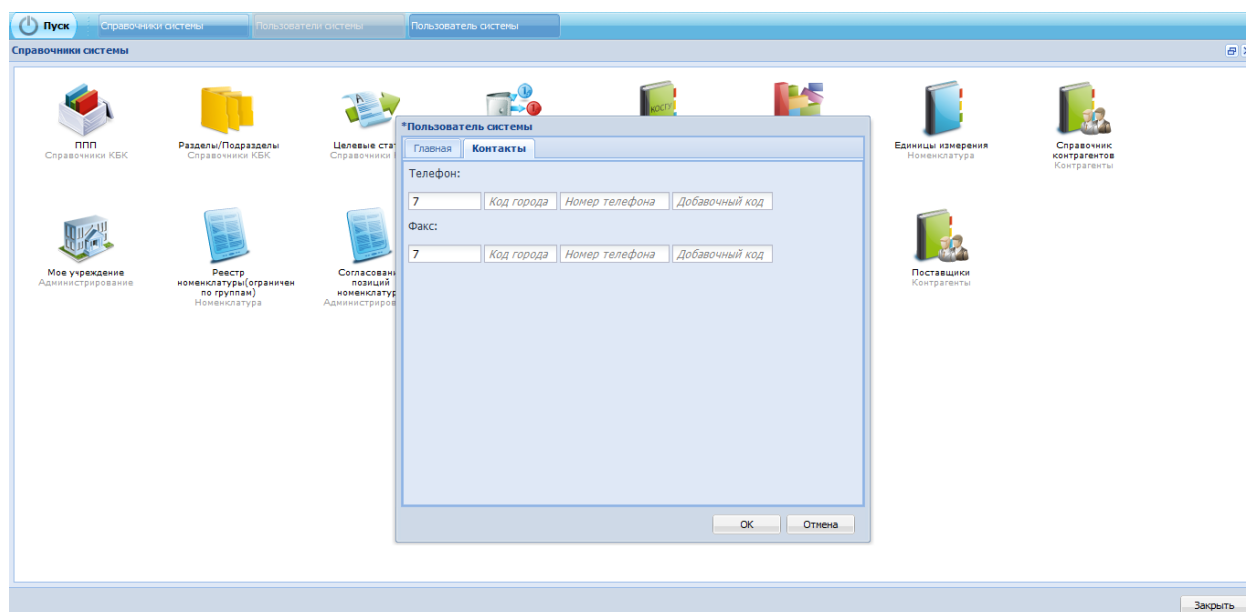 Пуск
Справочники системы
Пользователи системы
Пользователь системы
Справочники системы
ППП
Справочники КБК
Разделы/Подразделы
Справочники КБК
Целевые ста
Справочники
КОСГУ
Единицы измерения
Номенклатура
Справочник
контрагентов
Контрагенты
Мое учреждение
Администрирование
Реестр
номенклатуры(ограничен
по группам)
Номенклатура
Согласован
позиций
номенклатур
Администриров
Поставщики
Контрагенты
*Пользователь системы
Главная
Контакты
Телефон:
7 Код города Номер телефона Добавочный код
Факс:
7 Код города Номер телефона Добавочный код
OK
Отмена
Закрыть